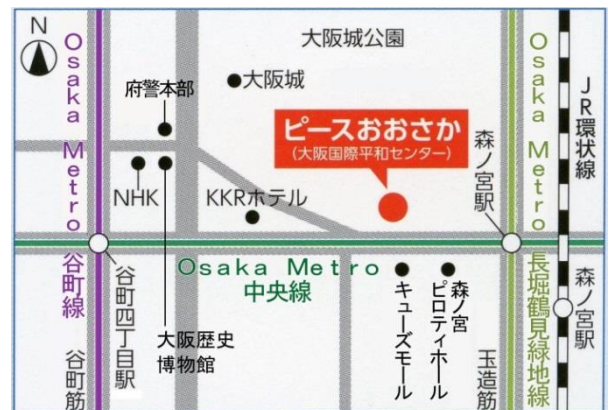 N
Osaka Metro 谷町線
大阪城公園
大阪城
府警本部
ピースおおさか
(大阪国際平和センター)
NHK
KKRホテル
森ノ宮駅
Osaka Metro 長堀鶴見緑地線
JR環状線
Osaka Metro
中央線
谷町四丁目駅
谷町筋
大阪歴史
博物館
キューズモール
森ノ宮
ピロティホール
玉造筋
森ノ宮駅